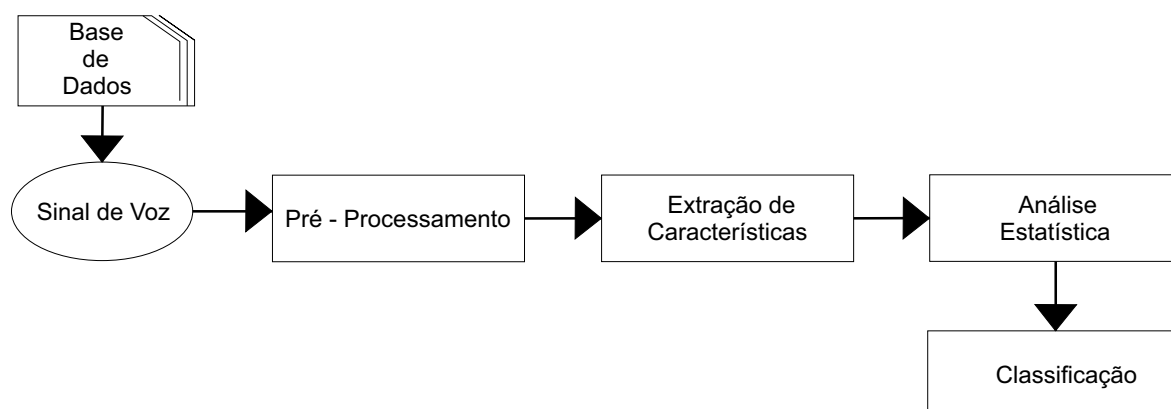 Base
de
Dados
Sinal de Voz
Pré - Processamento
Extração de
Características
Análise
Estatística
Classificação